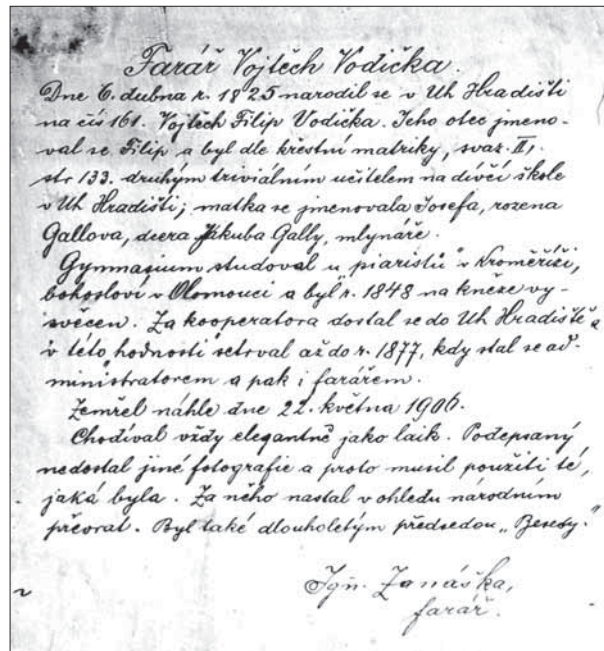 Farář Vojtěch Vodička.
Dne 6. dubna r. 1825 narodil se v Uh Hradišti
na čís 161. Vojtěch Filip Vodička. Jeho otec jmeno-
val se Filip a byl dle křestní matriky, svaz. II,
str 133. druhým triviálním učitelem na dívčí škole
v Uh Hradišti; matka se jmenovala Josefa, rozena
Gallova, dcera Jakuba Gally, mlynáře.
Gymnasium studoval u piaristů v Kroměříži,
bohosloví v Olomouci a byl r. 1848 na kněze vy-
svěcen. Za kooperatora dostal se do Uh Hradiště a
v této „hodnosti" setrval až do r. 1877, kdy stal se ad-
ministratorem a pak i farářem.
Zemřel náhle dne 22. května 1906.
Chodíval vždy elegantně jako laik. Podepsaný
nedostal jiné fotografie a proto musil použíti té,
jaká byla. Za něho nastal v ohledu národním
převrat. Byl také dlouholetým předsedou „Besedy."
Ign. Zaváška,
farář.